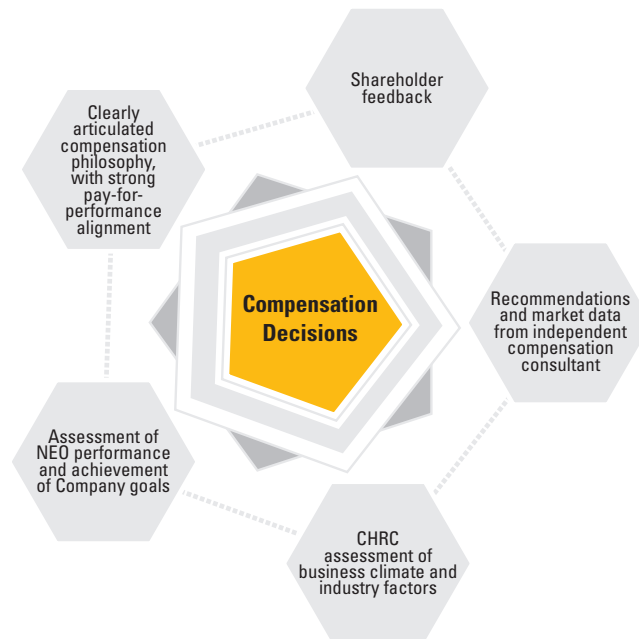 Shareholder
feedback
Clearly
articulated
compensation
philosophy,
with strong
pay-for-
performance
alignment
Compensation
Decisions
Recommendations
and market data
from independent
compensation
consultant
Assessment of
NEO performance
and achievement
of Company goals
CHRC
assessment of
business climate and
industry factors